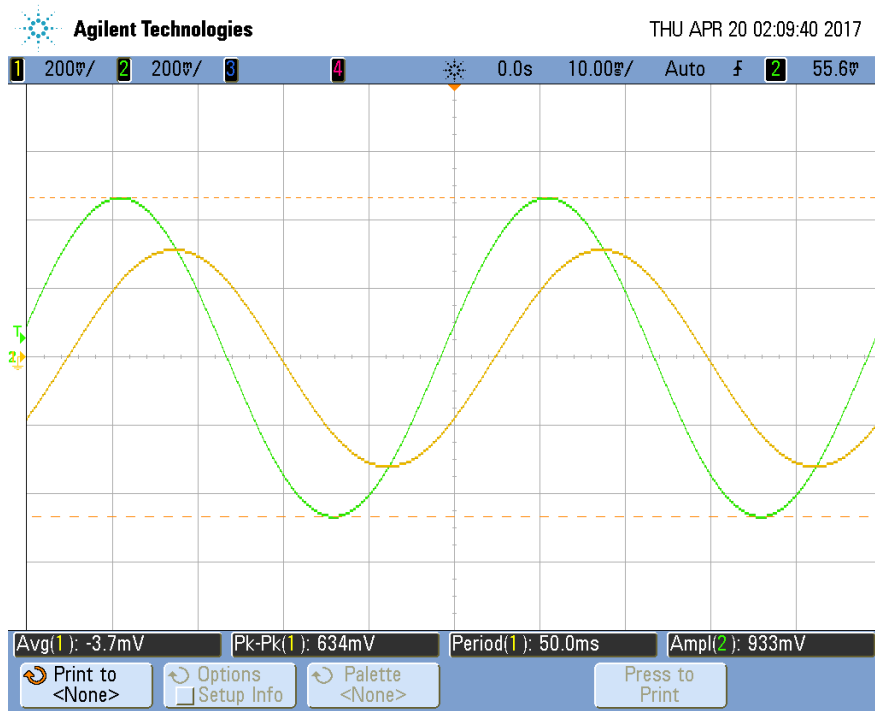 Agilent Technologies THU APR 20 02:09:40 2017
1 200mV/ 2 200mV/ 3 4 0.0s 10.00ms/ Auto 2 55.6mV
T
2
Avg(1): -3.7mV Pk-Pk(1): 634mV Period(1): 50.0ms Ampl(2): 933mV
Print to Options Palette Press to
<None> Setup Info <None> Print